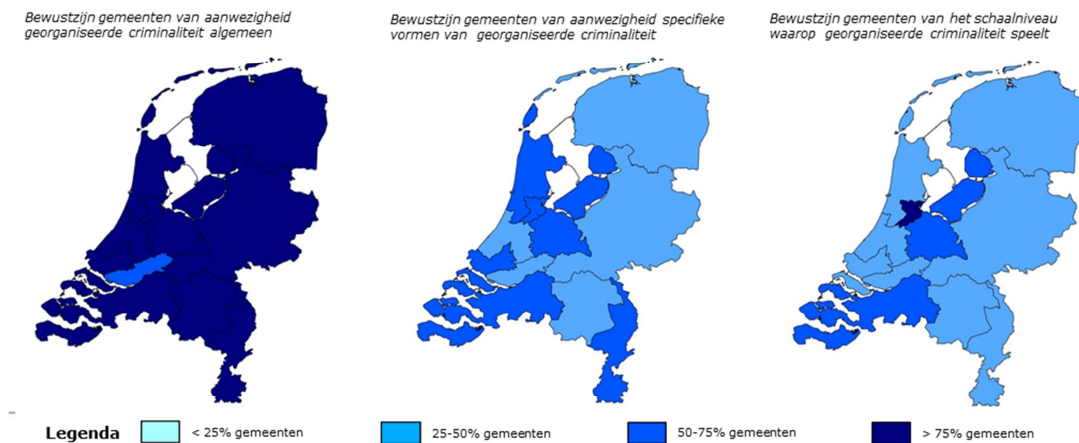 Bewustzijn gemeenten van aanwezigheid
georganiseerde criminaliteit algemeen
Bewustzijn gemeenten van aanwezigheid specifieke
vormen van georganiseerde criminaliteit
Bewustzijn gemeenten van het schaalniveau
waarop georganiseerde criminaliteit speelt
Legenda
< 25% gemeenten
25-50% gemeenten
50-75% gemeenten
> 75% gemeenten